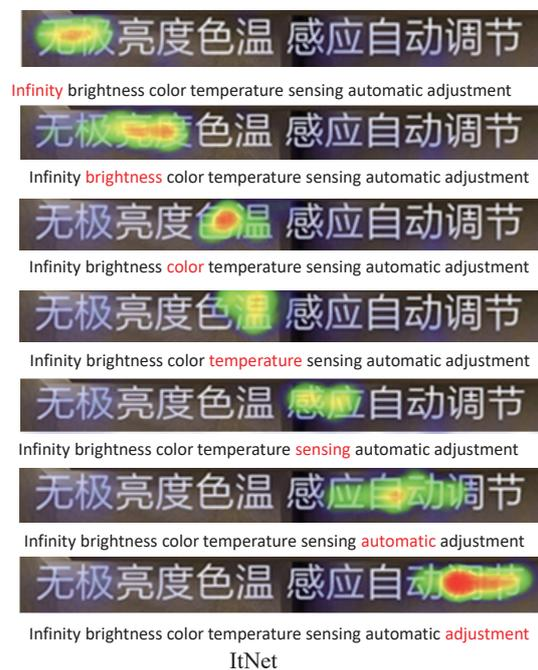 无极亮度色温 感应自动调节
Infinity brightness color temperature sensing automatic adjustment
无极亮度色温 感应自动调节
Infinity brightness color temperature sensing automatic adjustment
无极亮度色温 感应自动调节
Infinity brightness color temperature sensing automatic adjustment
无极亮度色温 感应自动调节
Infinity brightness color temperature sensing automatic adjustment
无极亮度色温 感应自动调节
Infinity brightness color temperature sensing automatic adjustment
无极亮度色温 感应自动调节
Infinity brightness color temperature sensing automatic adjustment
无极亮度色温 感应自动调节
Infinity brightness color temperature sensing automatic adjustment
ItNet